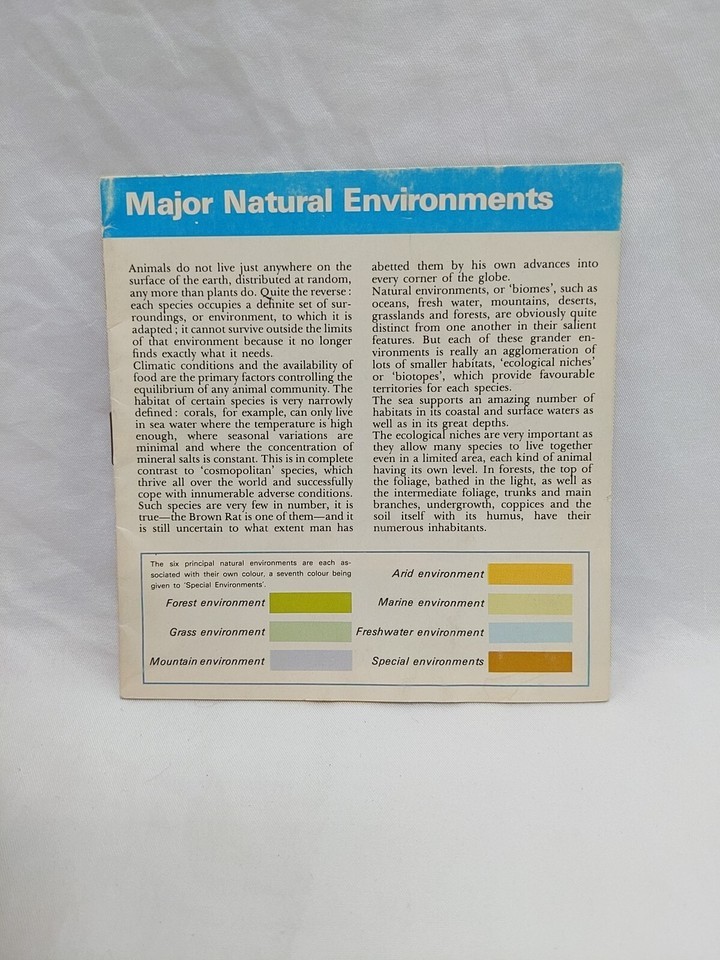 Major Natural Environments
Animals do not live just anywhere on the
surface of the earth, distributed at random,
any more than plants do. Quite the reverse :
each species occupies a definite set of sur-
roundings, or environment, to which it is
adapted ; it cannot survive outside the limits
of that environment because it no longer
finds exactly what it needs.
Climatic conditions and the availability of
food are the primary factors controlling the
equilibrium of any animal community. The
habitat of certain species is very narrowly
defined : corals, for example, can only live
in sea water where the temperature is high
enough, where seasonal variations are
minimal and where the concentration of
mineral salts is constant. This is in complete
contrast to ‘cosmopolitan’ species, which
thrive all over the world and successfully
cope with innumerable adverse conditions.
Such species are very few in number, it is
true—the Brown Rat is one of them—and it
is still uncertain to what extent man has
abetted them by his own advances into
every corner of the globe.
Natural environments, or ‘biomes’, such as
oceans, fresh water, mountains, deserts,
grasslands and forests, are obviously quite
distinct from one another in their salient
features. But each of these grander en-
vironments is really an agglomeration of
lots of smaller habitats, ‘ecological niches’
or ‘biotopes’, which provide favourable
territories for each species.
The sea supports an amazing number of
habitats in its coastal and surface waters as
well as in its great depths.
The ecological niches are very important as
they allow many species to live together
even in a limited area, each kind of animal
having its own level. In forests, the top of
the foliage, bathed in the light, as well as
the intermediate foliage, trunks and main
branches, undergrowth, coppices and the
soil itself with its humus, have their
numerous inhabitants.
The six principal natural environments are each as-
sociated with their own colour, a seventh colour being
given to ‘Special Environments’.
Forest environment
Grass environment
Mountain environment
Arid environment
Marine environment
Freshwater environment
Special environments